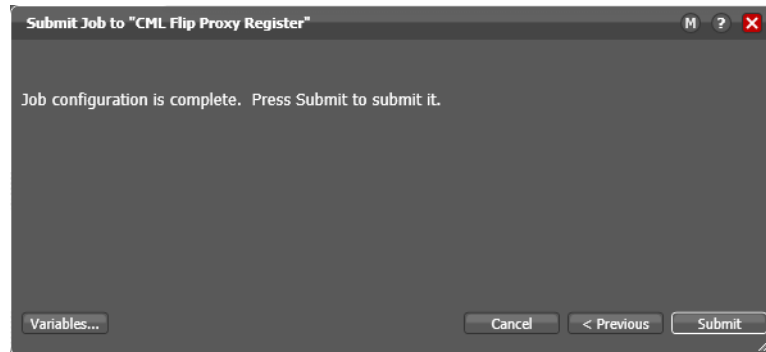 Submit Job to "CML Flip Proxy Register"
M ? X
Job configuration is complete.  Press Submit to submit it.
Variables... Cancel < Previous Submit